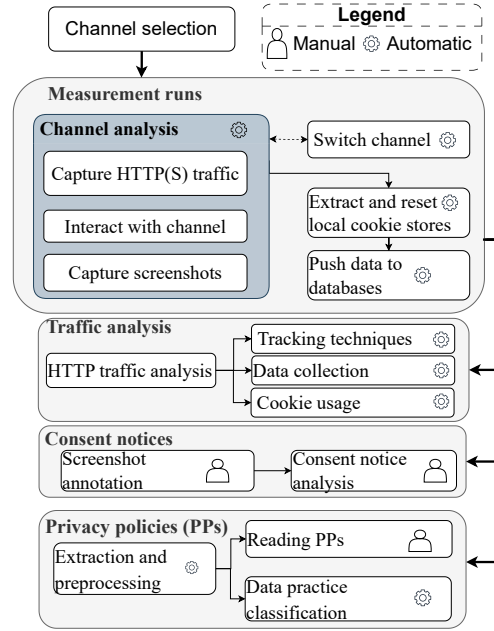 Channel selection
Legend
Manual
Automatic
Measurement runs
Channel analysis
Capture HTTP(S) traffic
Interact with channel
Capture screenshots
Switch channel
Extract and reset
local cookie stores
Push data to
databases
Traffic analysis
HTTP traffic analysis
Tracking techniques
Data collection
Cookie usage
Consent notices
Screenshot
annotation
Consent notice
analysis
Privacy policies (PPs)
Extraction and
preprocessing
Reading PPs
Data practice
classification